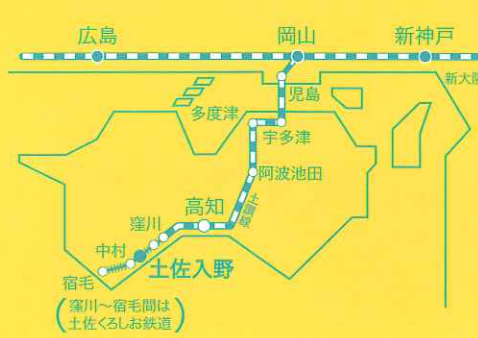 広島
岡山
新神戸
新大阪
児島
多度津
宇多津
阿波池田
土讃線
高知
窪川
中村
土佐入野
宿毛
(窪川〜宿毛間は
土佐くろしお鉄道)